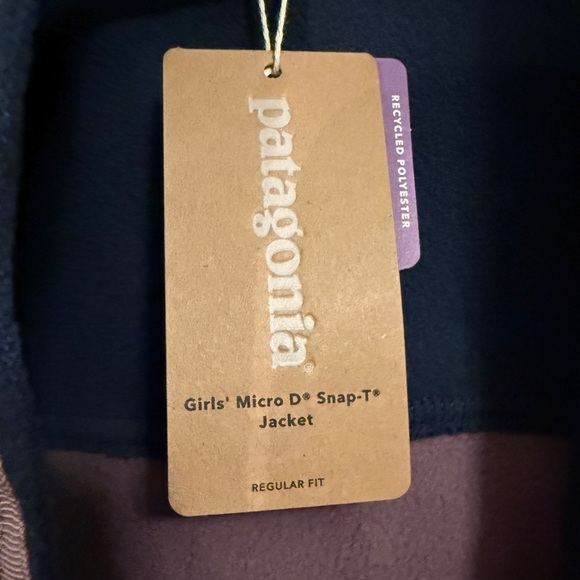 patagonia®
RECYCLED POLYESTER
Girls' Micro D® Snap-T®
Jacket
REGULAR FIT